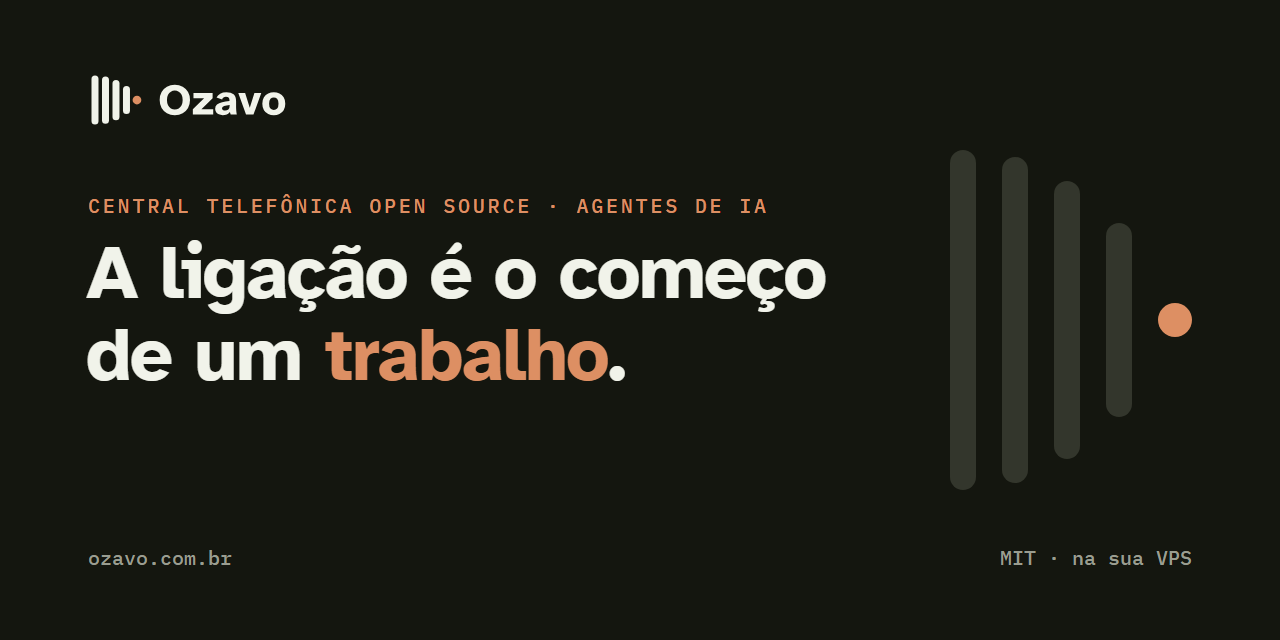 Ozavo
CENTRAL TELEFÔNICA OPEN SOURCE · AGENTES DE IA
A ligação é o começo
de um trabalho.
ozavo.com.br
MIT · na sua VPS